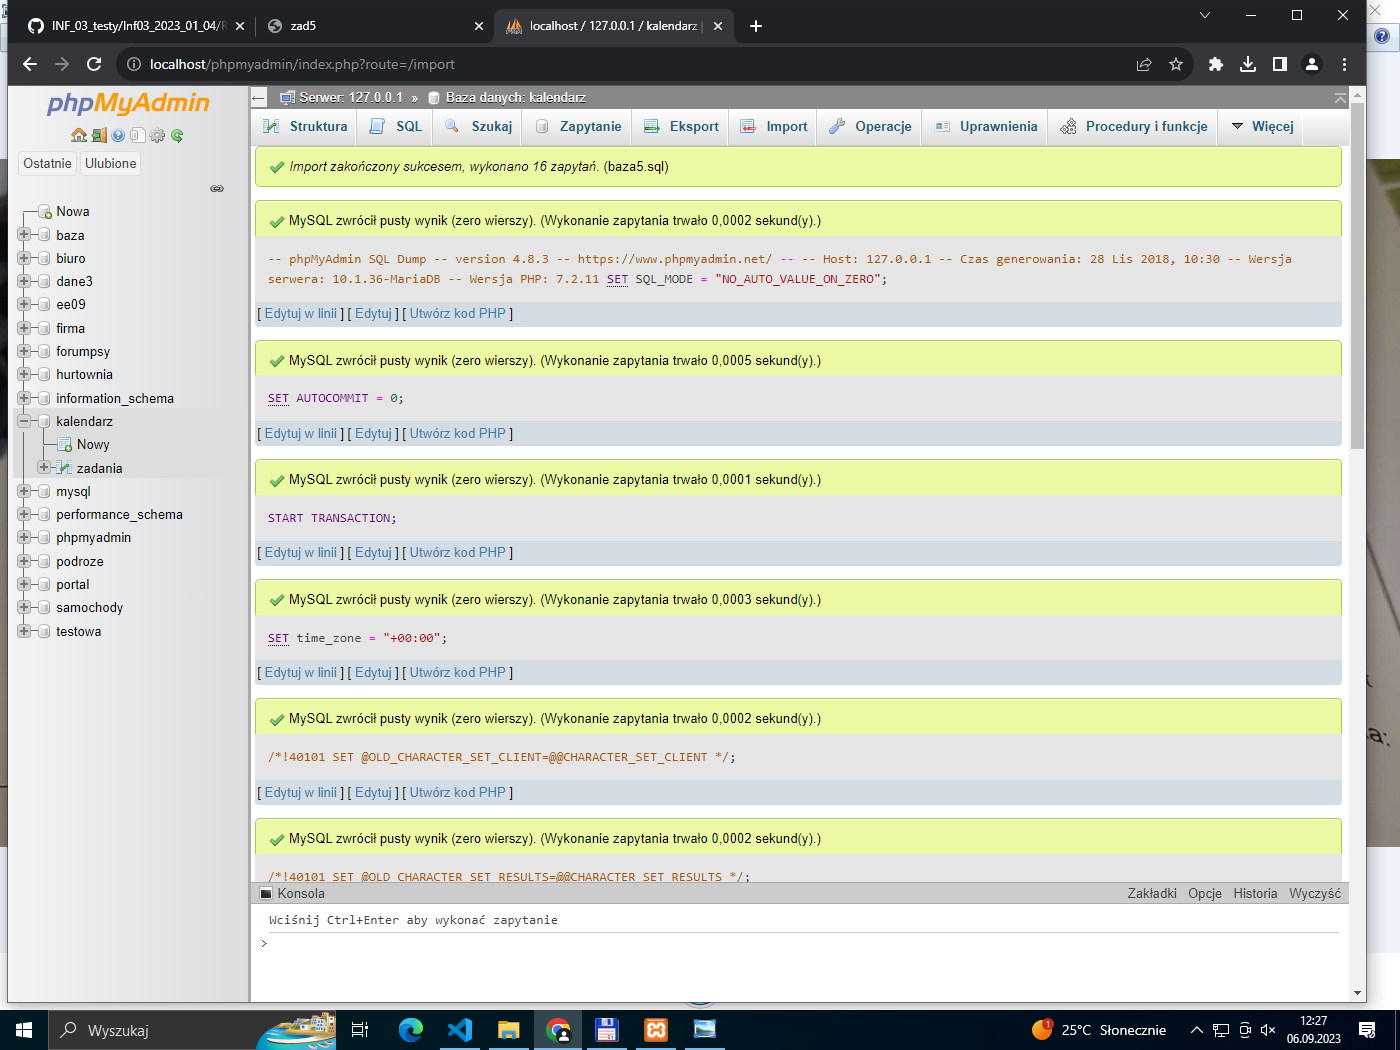 INF_03_testy/Inf03_2023_01_04/R
zad5
localhost / 127.0.0.1 / kalendarz |
localhost/phpmyadmin/index.php?route=/import
phpMyAdmin
Ostatnie Ulubione
Nowa
baza
biuro
dane3
ee09
firma
forumpsy
hurtownia
information_schema
kalendarz
Nowy
zadania
mysql
performance_schema
phpmyadmin
podroze
portal
samochody
testowa
Serwer: 127.0.0.1 » Baza danych: kalendarz
Struktura SQL Szukaj Zapytanie Eksport Import Operacje Uprawnienia Procedury i funkcje Więcej
Import zakończony sukcesem, wykonano 16 zapytań. (baza5.sql)
MySQL zwrócił pusty wynik (zero wierszy). (Wykonanie zapytania trwało 0,0002 sekund(y).)
-- phpMyAdmin SQL Dump -- version 4.8.3 -- https://www.phpmyadmin.net/ -- -- Host: 127.0.0.1 -- Czas generowania: 28 Lis 2018, 10:30 -- Wersja
serwera: 10.1.36-MariaDB -- Wersja PHP: 7.2.11 SET SQL_MODE = "NO_AUTO_VALUE_ON_ZERO";
[ Edytuj w linii ] [ Edytuj ] [ Utwórz kod PHP ]
MySQL zwrócił pusty wynik (zero wierszy). (Wykonanie zapytania trwało 0,0005 sekund(y).)
SET AUTOCOMMIT = 0;
[ Edytuj w linii ] [ Edytuj ] [ Utwórz kod PHP ]
MySQL zwrócił pusty wynik (zero wierszy). (Wykonanie zapytania trwało 0,0001 sekund(y).)
START TRANSACTION;
[ Edytuj w linii ] [ Edytuj ] [ Utwórz kod PHP ]
MySQL zwrócił pusty wynik (zero wierszy). (Wykonanie zapytania trwało 0,0003 sekund(y).)
SET time_zone = "+00:00";
[ Edytuj w linii ] [ Edytuj ] [ Utwórz kod PHP ]
MySQL zwrócił pusty wynik (zero wierszy). (Wykonanie zapytania trwało 0,0002 sekund(y).)
/*!40101 SET @OLD_CHARACTER_SET_CLIENT=@@CHARACTER_SET_CLIENT */;
[ Edytuj w linii ] [ Edytuj ] [ Utwórz kod PHP ]
MySQL zwrócił pusty wynik (zero wierszy). (Wykonanie zapytania trwało 0,0002 sekund(y).)
/*!40101 SET @OLD_CHARACTER_SET_RESULTS=@@CHARACTER_SET_RESULTS */;
Konsola Zakładki Opcje Historia Wyczyść
Wciśnij Ctrl+Enter aby wykonać zapytanie
>
a:
Wyszukaj
1
25°C Słonecznie
12:27
06.09.2023